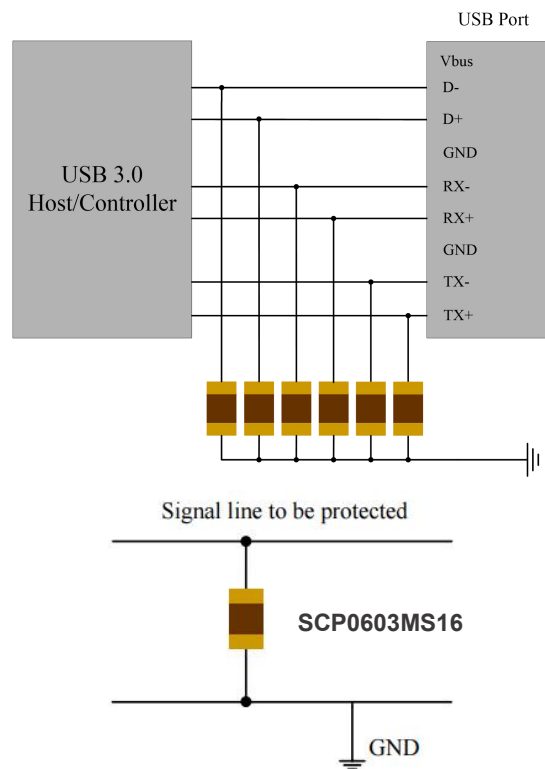 USB Port
Vbus
D-
D+
GND
USB 3.0
Host/Controller
RX-
RX+
GND
TX-
TX+
Signal line to be protected
SCP0603MS16
GND